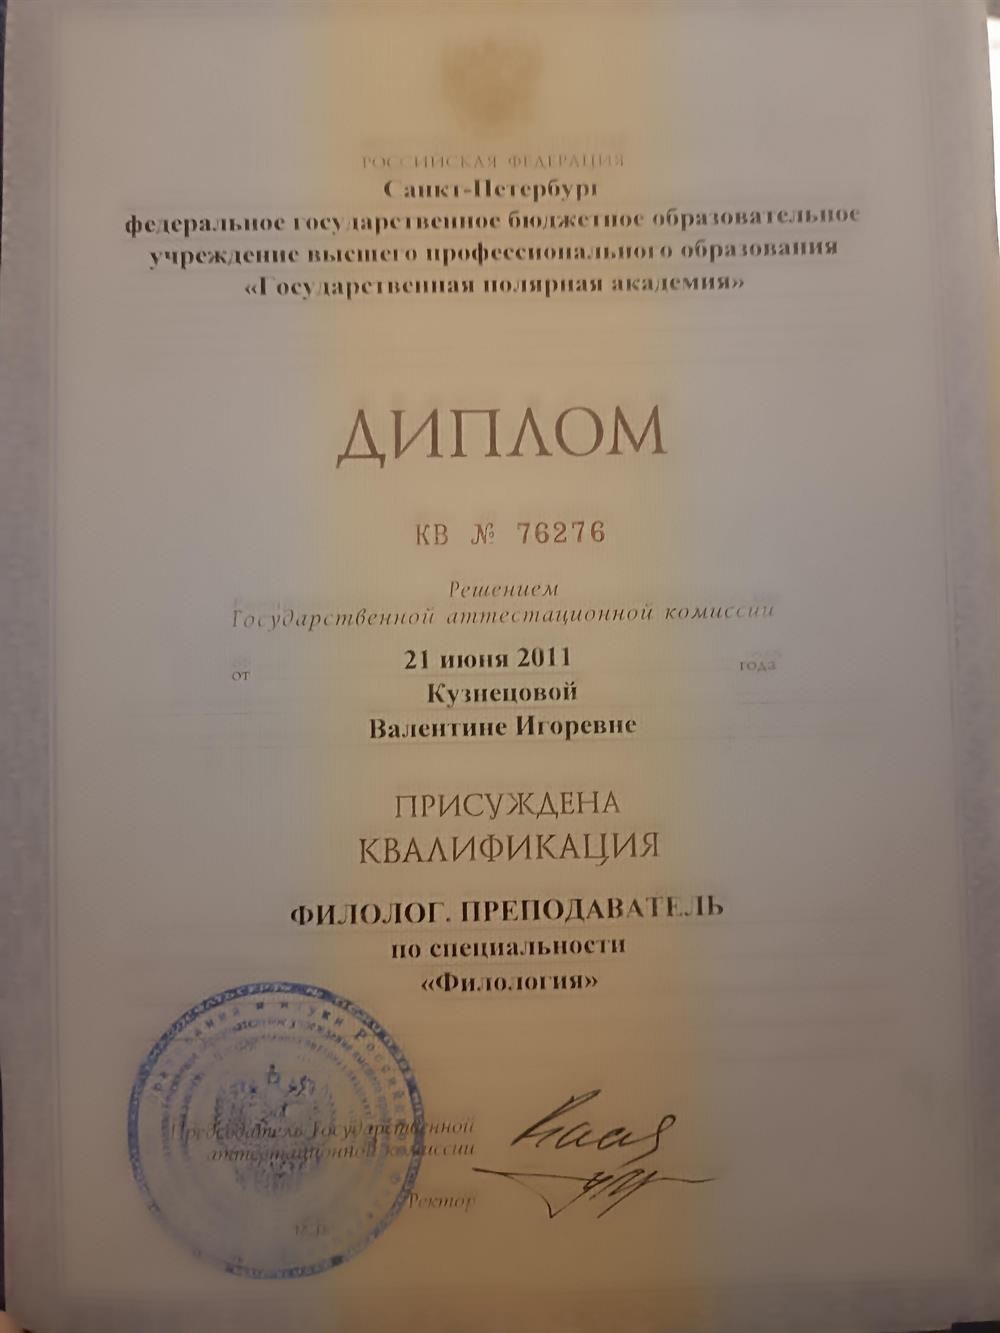 РОССИЙСКАЯ ФЕДЕРАЦИЯ
Санкт-Петербург
федеральное государственное бюджетное образовательное
учреждение высшего профессионального образования
«Государственная полярная академия»
ДИПЛОМ
КВ № 76276
Решением
Государственной аттестационной комиссии
от 21 июня 2011 года
Кузнецовой
Валентине Игоревне
ПРИСУЖДЕНА
КВАЛИФИКАЦИЯ
ФИЛОЛОГ. ПРЕПОДАВАТЕЛЬ
по специальности
«Филология»
Председатель Государственной
аттестационной комиссии
Ректор